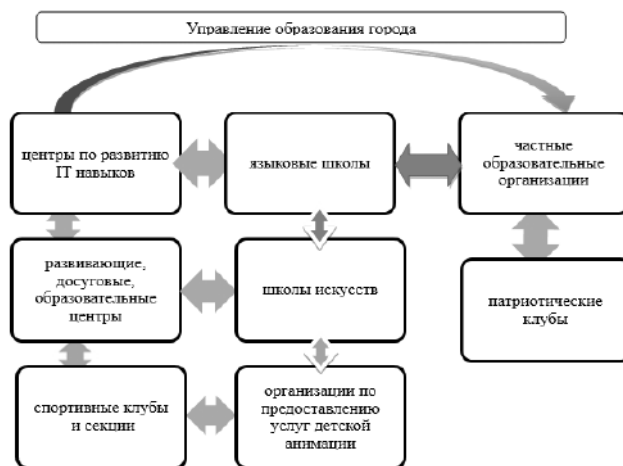 Управление образования города
центры по развитию
IT навыков
языковые школы
частные
образовательные
организации
развивающие,
досуговые,
образовательные
центры
школы искусств
патриотические
клубы
спортивные клубы
и секции
организации по
предоставлению
услуг детской
анимации